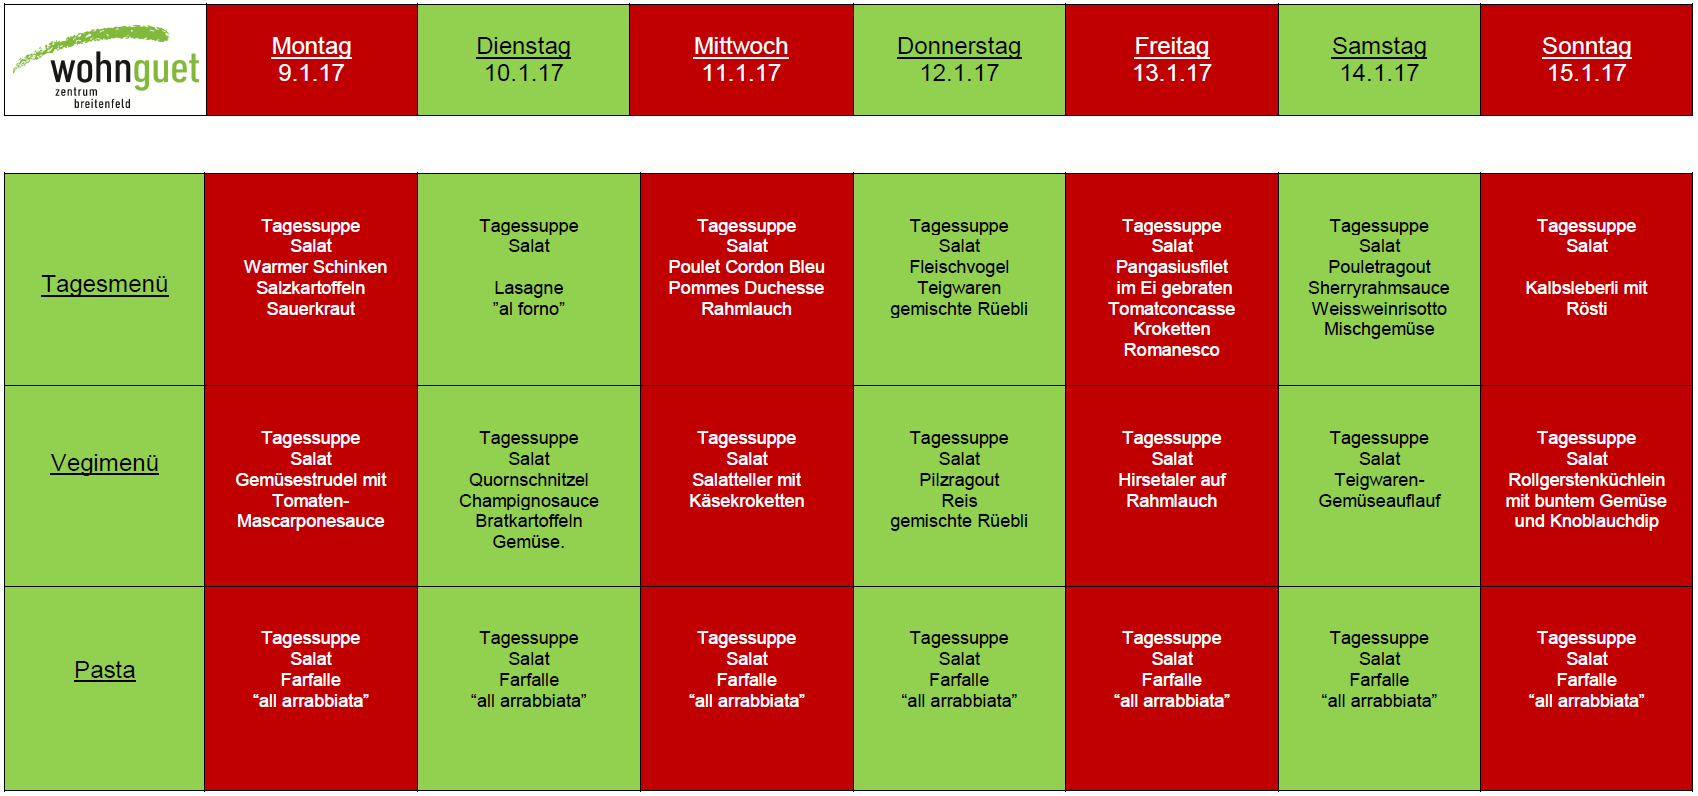 wohnguet
zentrum
breitenfeld
Montag
9.1.17
Dienstag
10.1.17
Mittwoch
11.1.17
Donnerstag
12.1.17
Freitag
13.1.17
Samstag
14.1.17
Sonntag
15.1.17
Tagesmenü
Tagessuppe
Salat
Warmer Schinken
Salzkartoffeln
Sauerkraut
Tagessuppe
Salat
Lasagne
”al forno”
Tagessuppe
Salat
Poulet Cordon Bleu
Pommes Duchesse
Rahmlauch
Tagessuppe
Salat
Fleischvogel
Teigwaren
gemischte Rüebli
Tagessuppe
Salat
Pangasiusfilet
im Ei gebraten
Tomatconcasse
Kroketten
Romanesco
Tagessuppe
Salat
Pouletragout
Sherryrahmsauce
Weissweinrisotto
Mischgemüse
Tagessuppe
Salat
Kalbsleberli mit
Rösti
Vegimenü
Tagessuppe
Salat
Gemüsestrudel mit
Tomaten-
Mascarponesauce
Tagessuppe
Salat
Quornschnitzel
Champignosauce
Bratkartoffeln
Gemüse.
Tagessuppe
Salat
Salatteller mit
Käsekroketten
Tagessuppe
Salat
Pilzragout
Reis
gemischte Rüebli
Tagessuppe
Salat
Hirsetaler auf
Rahmlauch
Tagessuppe
Salat
Teigwaren-
Gemüseauflauf
Tagessuppe
Salat
Rollgerstenküchlein
mit buntem Gemüse
und Knoblauchdip
Pasta
Tagessuppe
Salat
Farfalle
“all arrabbiata”
Tagessuppe
Salat
Farfalle
“all arrabbiata”
Tagessuppe
Salat
Farfalle
“all arrabbiata”
Tagessuppe
Salat
Farfalle
“all arrabbiata”
Tagessuppe
Salat
Farfalle
“all arrabbiata”
Tagessuppe
Salat
Farfalle
“all arrabbiata”
Tagessuppe
Salat
Farfalle
“all arrabbiata”